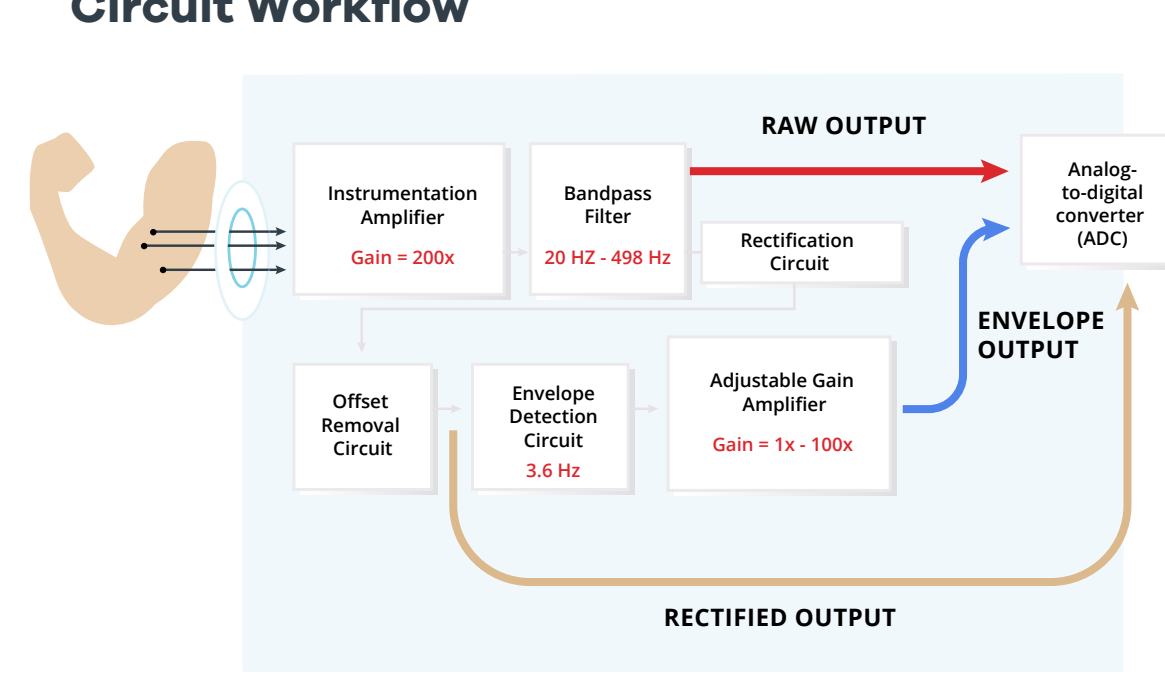 Circuit Workflow
RAW OUTPUT
Instrumentation
Amplifier
Gain = 200x
Bandpass
Filter
20 HZ - 498 Hz
Rectification
Circuit
Analog-
to-digital
converter
(ADC)
ENVELOPE
OUTPUT
Offset
Removal
Circuit
Envelope
Detection
Circuit
3.6 Hz
Adjustable Gain
Amplifier
Gain = 1x - 100x
RECTIFIED OUTPUT